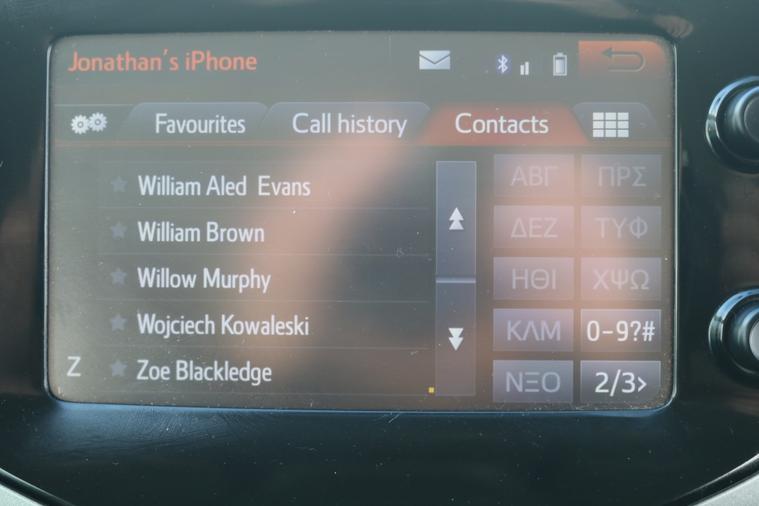 Jonathan's iPhone
Favourites Call history Contacts
William Aled Evans
William Brown
Willow Murphy
Wojciech Kowaleski
Z Zoe Blackledge
ΑΒΓ ΠΡΣ
ΔΕΖ ΤΥΦ
ΗΘΙ ΧΨΩ
ΚΛΜ 0-9?#
ΝΞΟ 2/3>